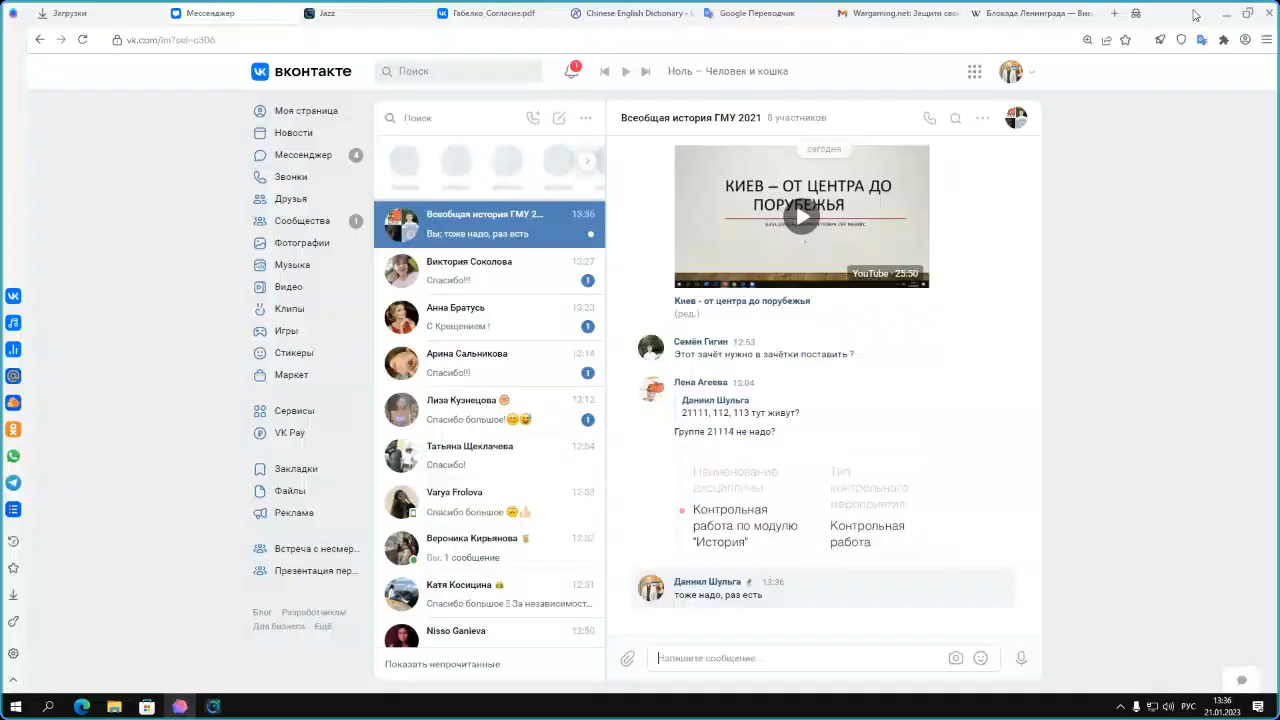 Загрузки
Мессенджер
Jazz
Габелко_Согласие.pdf
Chinese English Dictionary -
Google Переводчик
Wargaming.net: Защити свой
Блокада Ленинграда — Вик
vk.com/im?sel=c306
вконтакте
Поиск
1
Ноль — Человек и кошка
Моя страница
Новости
Мессенджер 4
Звонки
Друзья
Сообщества 1
Фотографии
Музыка
Видео
Клипы
Игры
Стикеры
Маркет
Сервисы
VK Pay
Закладки
Файлы
Реклама
Встреча с несмер...
Презентация пер...
Блог Разработчикам
Для бизнеса Ещё
Поиск
Всеобщая история ГМУ 2... 13:36
Вы: тоже надо, раз есть
Виктория Соколова 13:27
Спасибо!!! 1
Анна Братусь 13:23
С Крещением ! 1
Арина Сальникова 13:14
Спасибо!!! 1
Лиза Кузнецова 13:12
Спасибо большое!😊😅 1
Татьяна Щеклачева 12:54
Спасибо!
Varya Frolova 12:53
Спасибо большое
Вероника Кирьянова 12:52
Вы: 1 сообщение
Катя Косицина 12:51
Спасибо большое За независимост...
Nisso Ganieva 12:50
Показать непрочитанные
Всеобщая история ГМУ 2021 8 участников
сегодня
КИЕВ – ОТ ЦЕНТРА ДО
ПОРУБЕЖЬЯ
YouTube · 25:50
Киев - от центра до порубежья
(ред.)
Семён Гигин 12:53
Этот зачёт нужно в зачётки поставить ?
Лена Агеева 13:04
Даниил Шульга
21111, 112, 113 тут живут?
Группе 21114 не надо?
Наименование
дисциплины
Тип
контрольного
мероприятия
Контрольная
работа по модулю
"История"
Контрольная
работа
Даниил Шульга 13:36
тоже надо, раз есть
Напишите сообщение...
РУС
13:36
21.01.2023